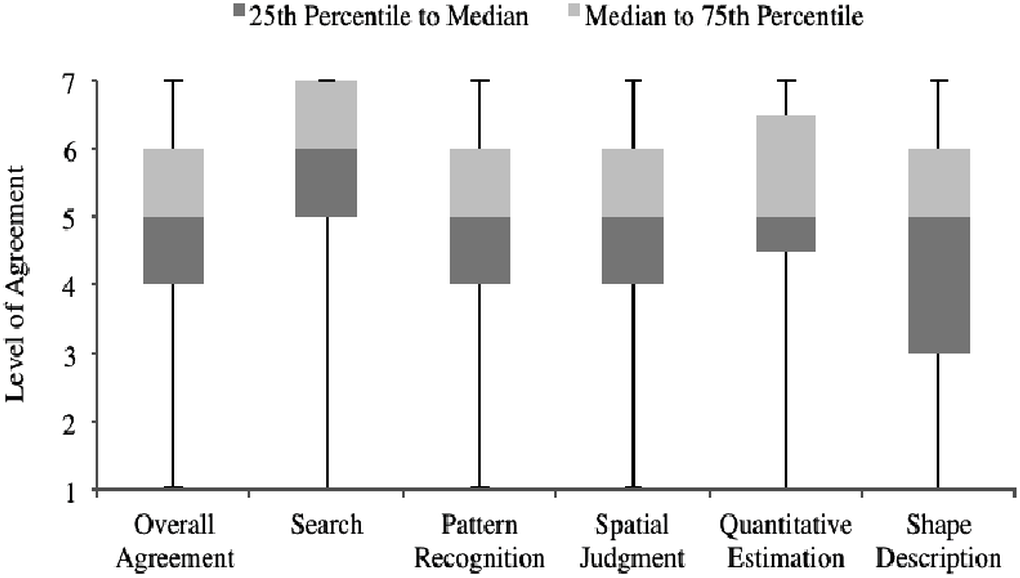 25th Percentile to Median Median to 75th Percentile
Level of Agreement
7
6
5
4
3
2
1
Overall Agreement
Search
Pattern Recognition
Spatial Judgment
Quantitative Estimation
Shape Description